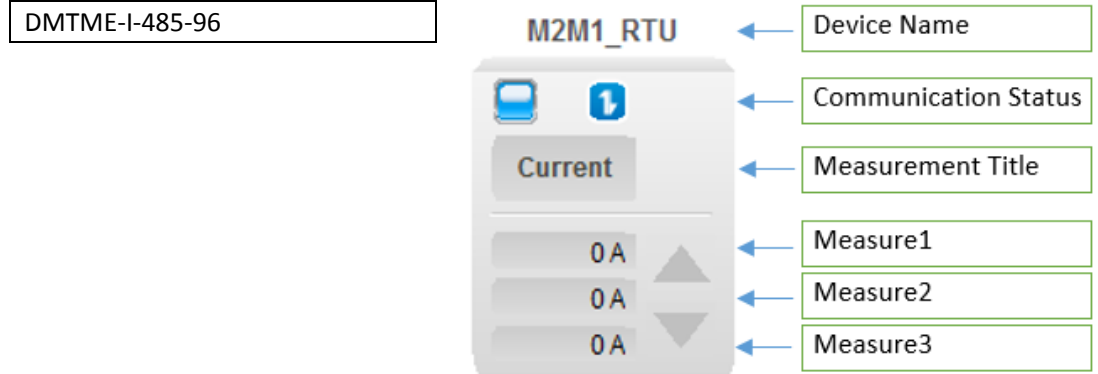 DMTME-I-485-96
M2M1_RTU
Device Name
Communication Status
Current
Measurement Title
0 A
Measure1
0 A
Measure2
0 A
Measure3